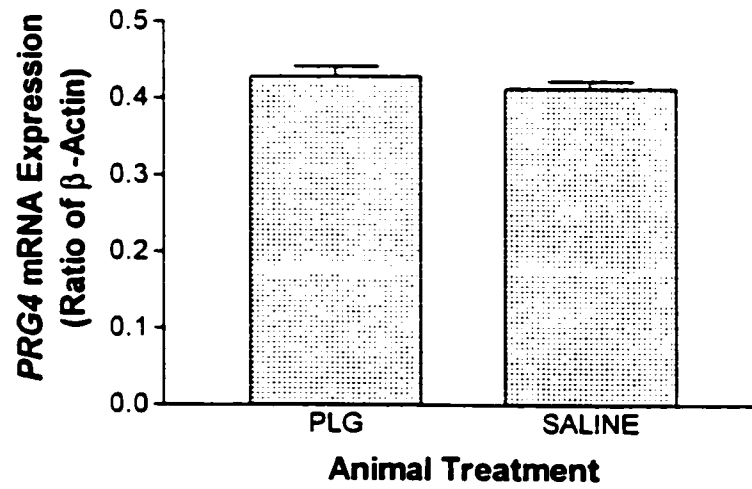 PRG4 mRNA Expression
(Ratio of β-Actin)
0.5
0.4
0.3
0.2
0.1
0.0
PLG SALINE
Animal Treatment